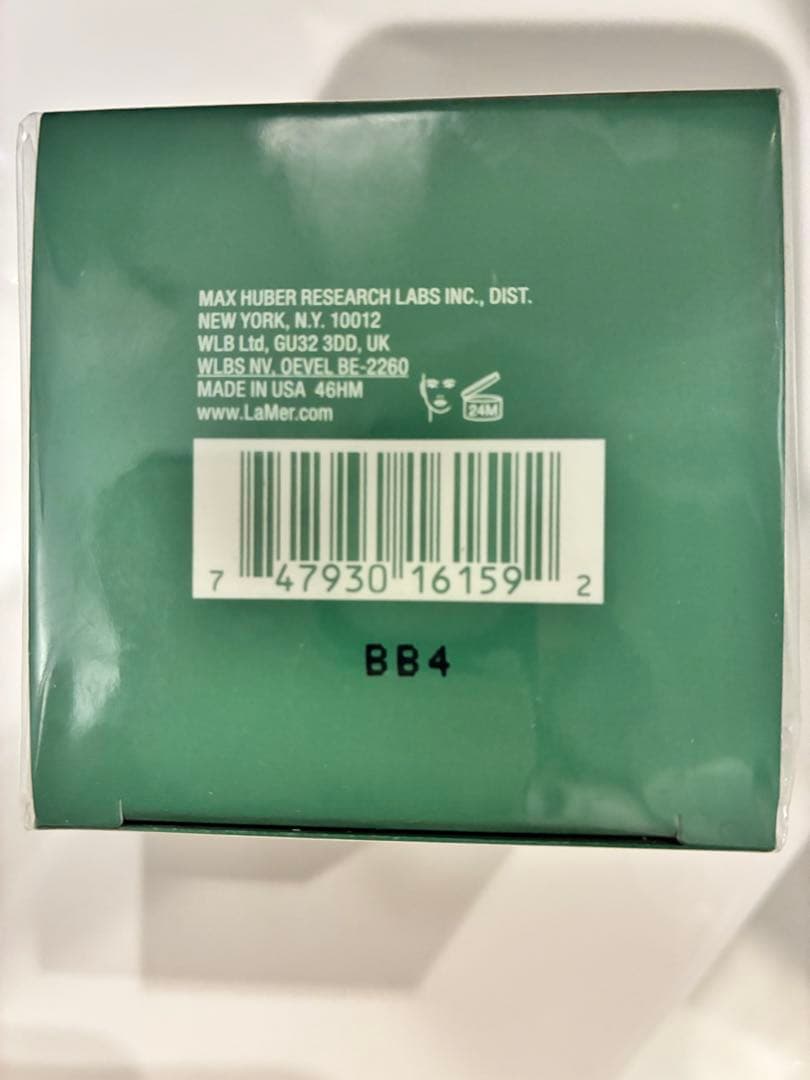 MAX HUBER RESEARCH LABS INC., DIST.
NEW YORK, N.Y. 10012
WLB Ltd, GU32 3DD, UK
WLBS NV, OEVEL BE-2260
MADE IN USA 46HM
www.LaMer.com
24M
7 47930 16159 2
BB4